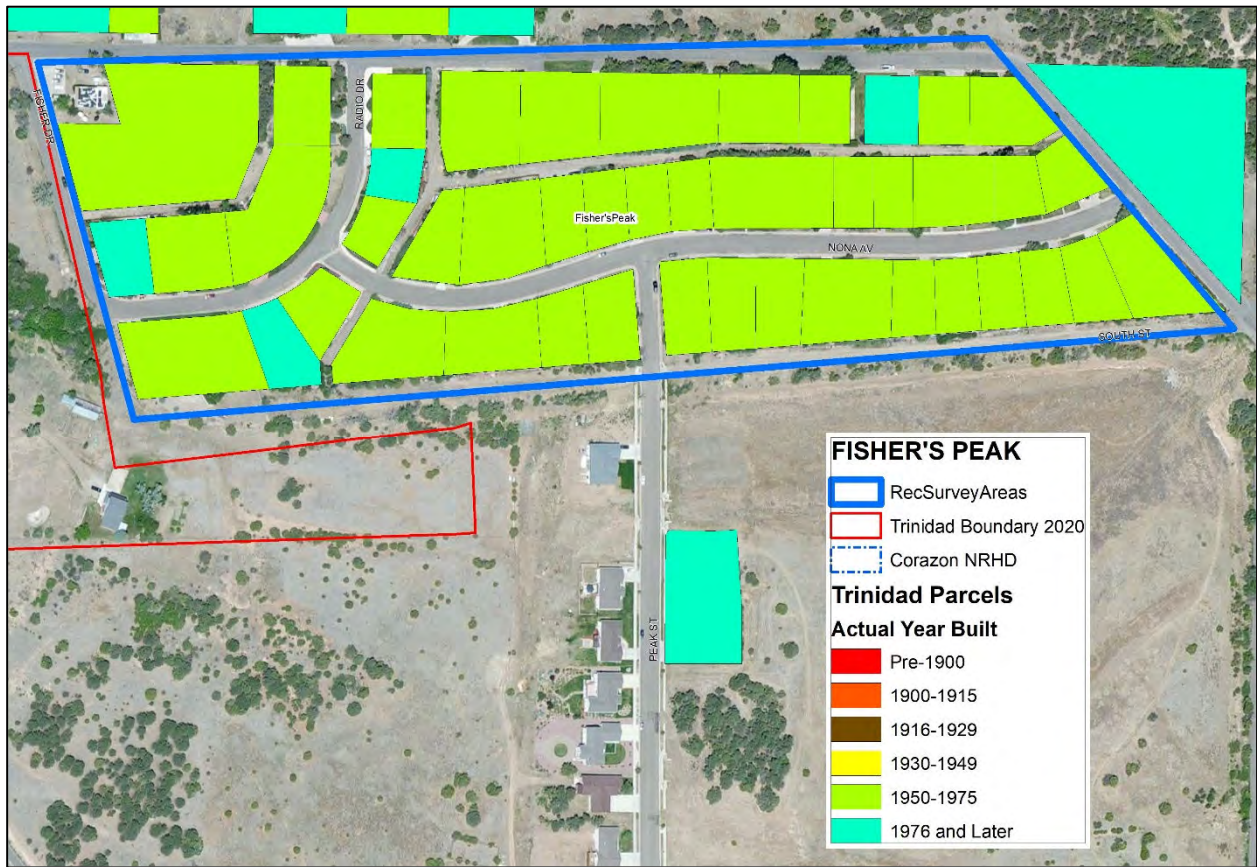 FISHER DR
RADIO DR
Fisher'sPeak
NONA AV
SOUTH ST
PEAK ST
FISHER'S PEAK
RecSurveyAreas
Trinidad Boundary 2020
Corazon NRHD
Trinidad Parcels
Actual Year Built
Pre-1900
1900-1915
1916-1929
1930-1949
1950-1975
1976 and Later